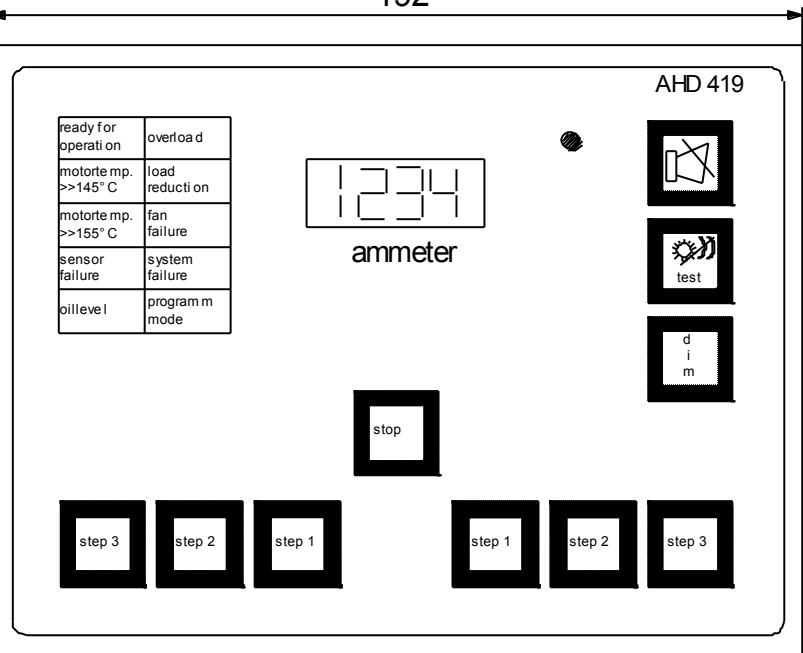 AHD 419
ready for
operation
overload
motortemp.
>>145°C
load
reduction
motortemp.
>>155°C
fan
failure
sensor
failure
system
failure
oillevel
programm
mode
1234
ammeter
test
d
i
m
stop
step 3
step 2
step 1
step 1
step 2
step 3